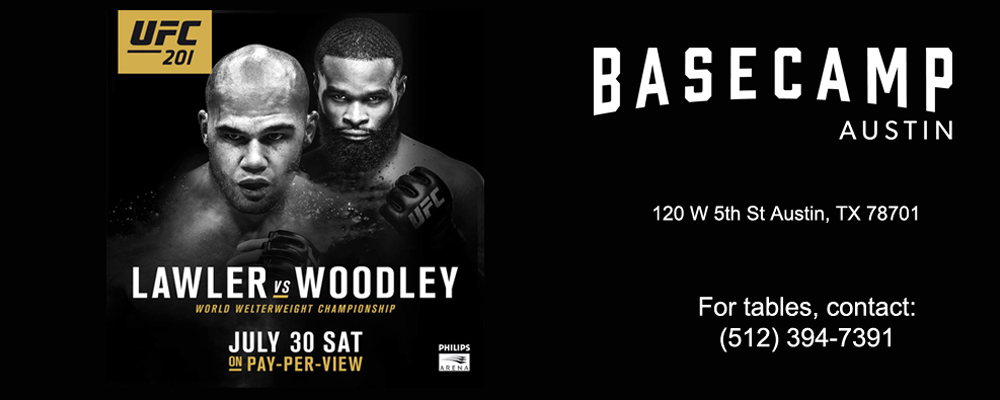 UFC
201
UFC
LAWLER VS WOODLEY
WORLD WELTERWEIGHT CHAMPIONSHIP
JULY 30 SAT
ON PAY-PER-VIEW
PHILIPS
ARENA
BASECAMP
AUSTIN
120 W 5th St Austin, TX 78701
For tables, contact:
(512) 394-7391